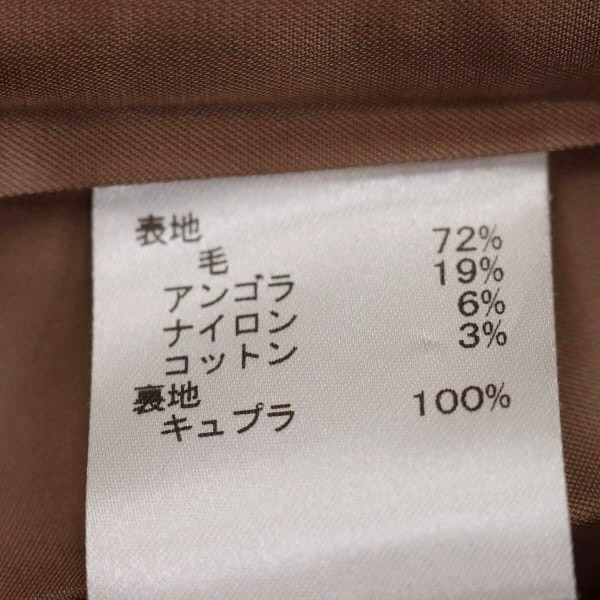 表地
毛 72%
アンゴラ 19%
ナイロン 6%
コットン 3%
裏地
キュプラ 100%